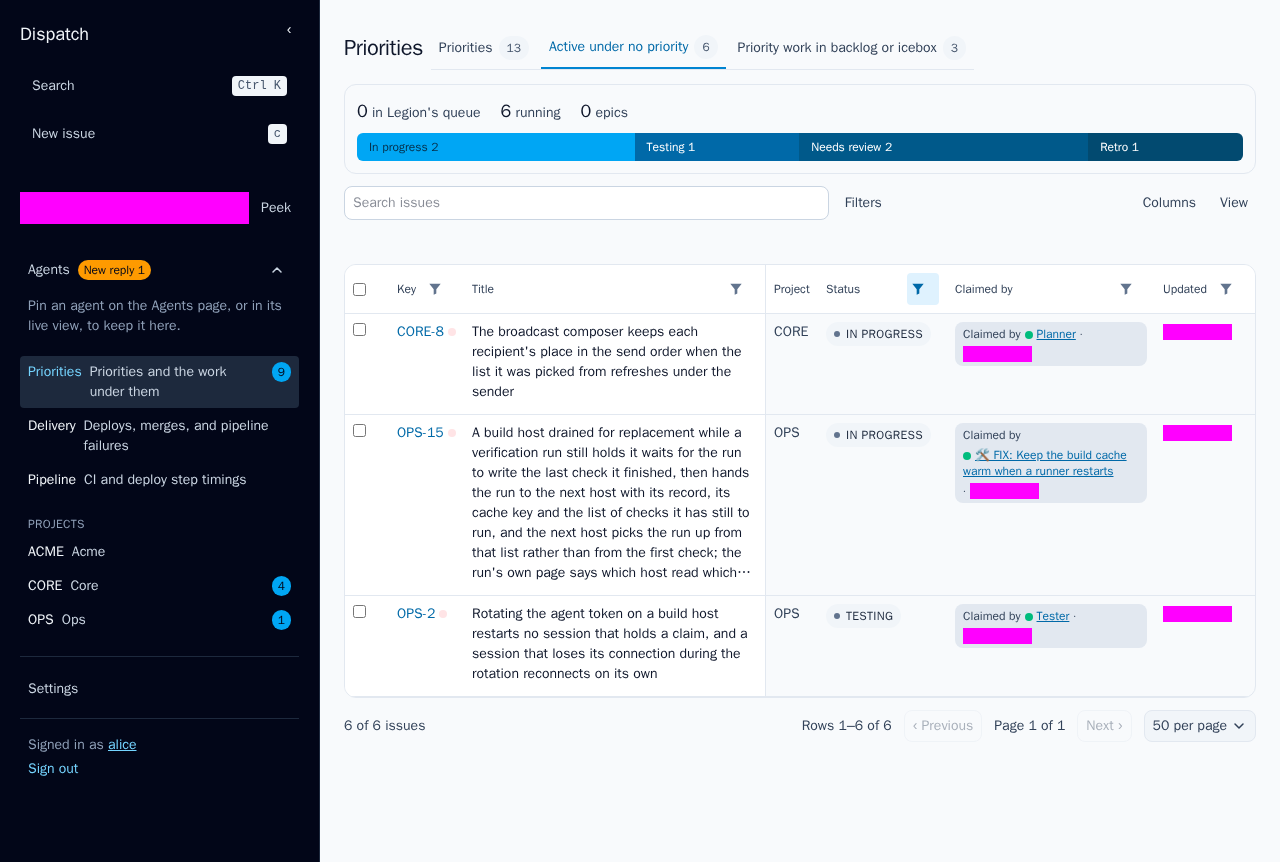 Dispatch
‹
Search
Ctrl K
New issue
C
Peek
Agents
New reply 1
Pin an agent on the Agents page, or in its
live view, to keep it here.
Priorities
Priorities and the work
under them
9
Delivery
Deploys, merges, and pipeline
failures
Pipeline
CI and deploy step timings
PROJECTS
ACME Acme
CORE Core
4
OPS Ops
1
Settings
Signed in as alice
Sign out
Priorities
Priorities 13
Active under no priority 6
Priority work in backlog or icebox 3
0 in Legion's queue
6 running
0 epics
In progress 2
Testing 1
Needs review 2
Retro 1
Search issues
Filters
Columns
View
Key
Title
Project
Status
Claimed by
Updated
CORE-8
The broadcast composer keeps each
recipient's place in the send order when the
list it was picked from refreshes under the
sender
CORE
IN PROGRESS
Claimed by Planner ·
OPS-15
A build host drained for replacement while a
verification run still holds it waits for the run
to write the last check it finished, then hands
the run to the next host with its record, its
cache key and the list of checks it has still to
run, and the next host picks the run up from
that list rather than from the first check; the
run's own page says which host read which…
OPS
IN PROGRESS
Claimed by
🛠️ FIX: Keep the build cache
warm when a runner restarts
·
OPS-2
Rotating the agent token on a build host
restarts no session that holds a claim, and a
session that loses its connection during the
rotation reconnects on its own
OPS
TESTING
Claimed by Tester ·
6 of 6 issues
Rows 1–6 of 6
‹ Previous
Page 1 of 1
Next ›
50 per page